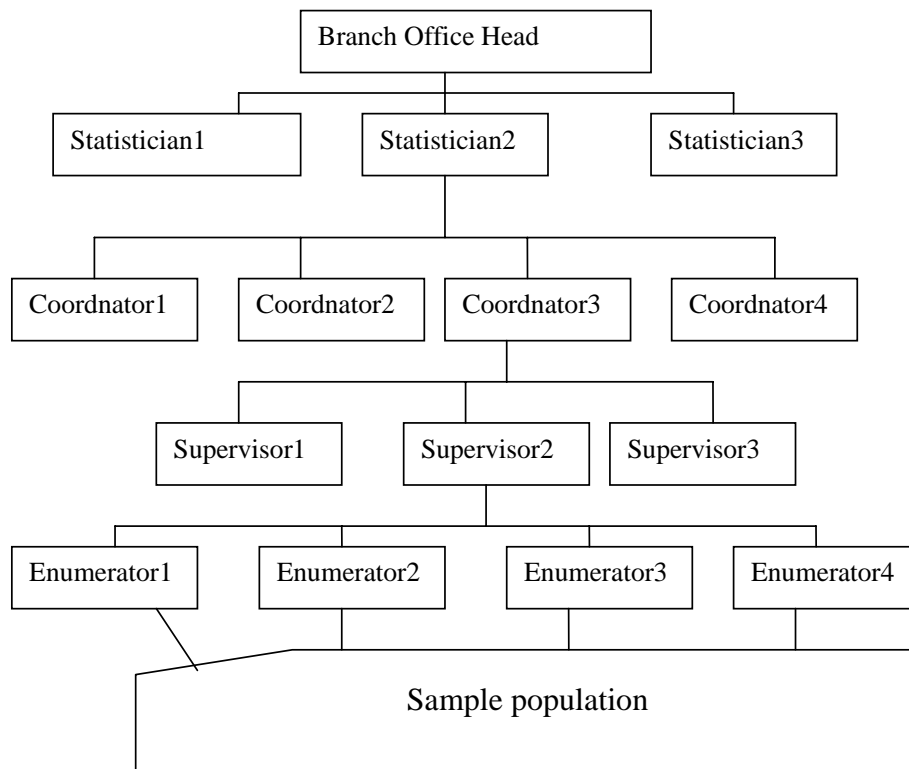 Branch Office Head
Statistician1
Statistician2
Statistician3
Coordnator1
Coordnator2
Coordnator3
Coordnator4
Supervisor1
Supervisor2
Supervisor3
Enumerator1
Enumerator2
Enumerator3
Enumerator4
Sample population